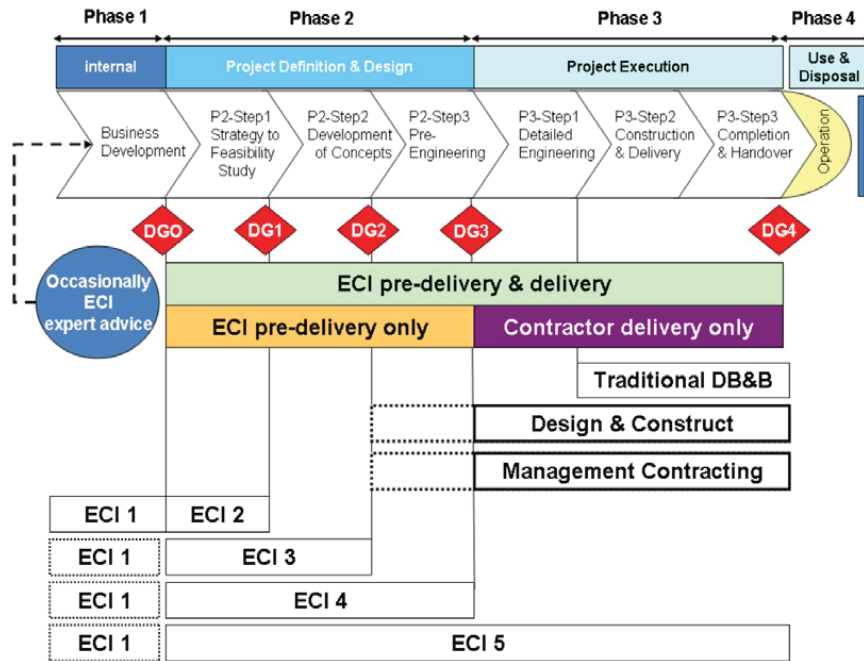 Phase 1
Phase 2
Phase 3
Phase 4
internal
Project Definition & Design
Project Execution
Use &
Disposal
Business
Development
P2-Step1
Strategy to
Feasibility
Study
P2-Step2
Development
of Concepts
P2-Step3
Pre-
Engineering
P3-Step1
Detailed
Engineering
P3-Step2
Construction
& Delivery
P3-Step3
Completion
& Handover
Operation
DG0
DG1
DG2
DG3
DG4
Occasionally
ECI
expert advice
ECI pre-delivery & delivery
ECI pre-delivery only
Contractor delivery only
Traditional DB&B
Design & Construct
Management Contracting
ECI 1
ECI 2
ECI 1
ECI 3
ECI 1
ECI 4
ECI 1
ECI 5